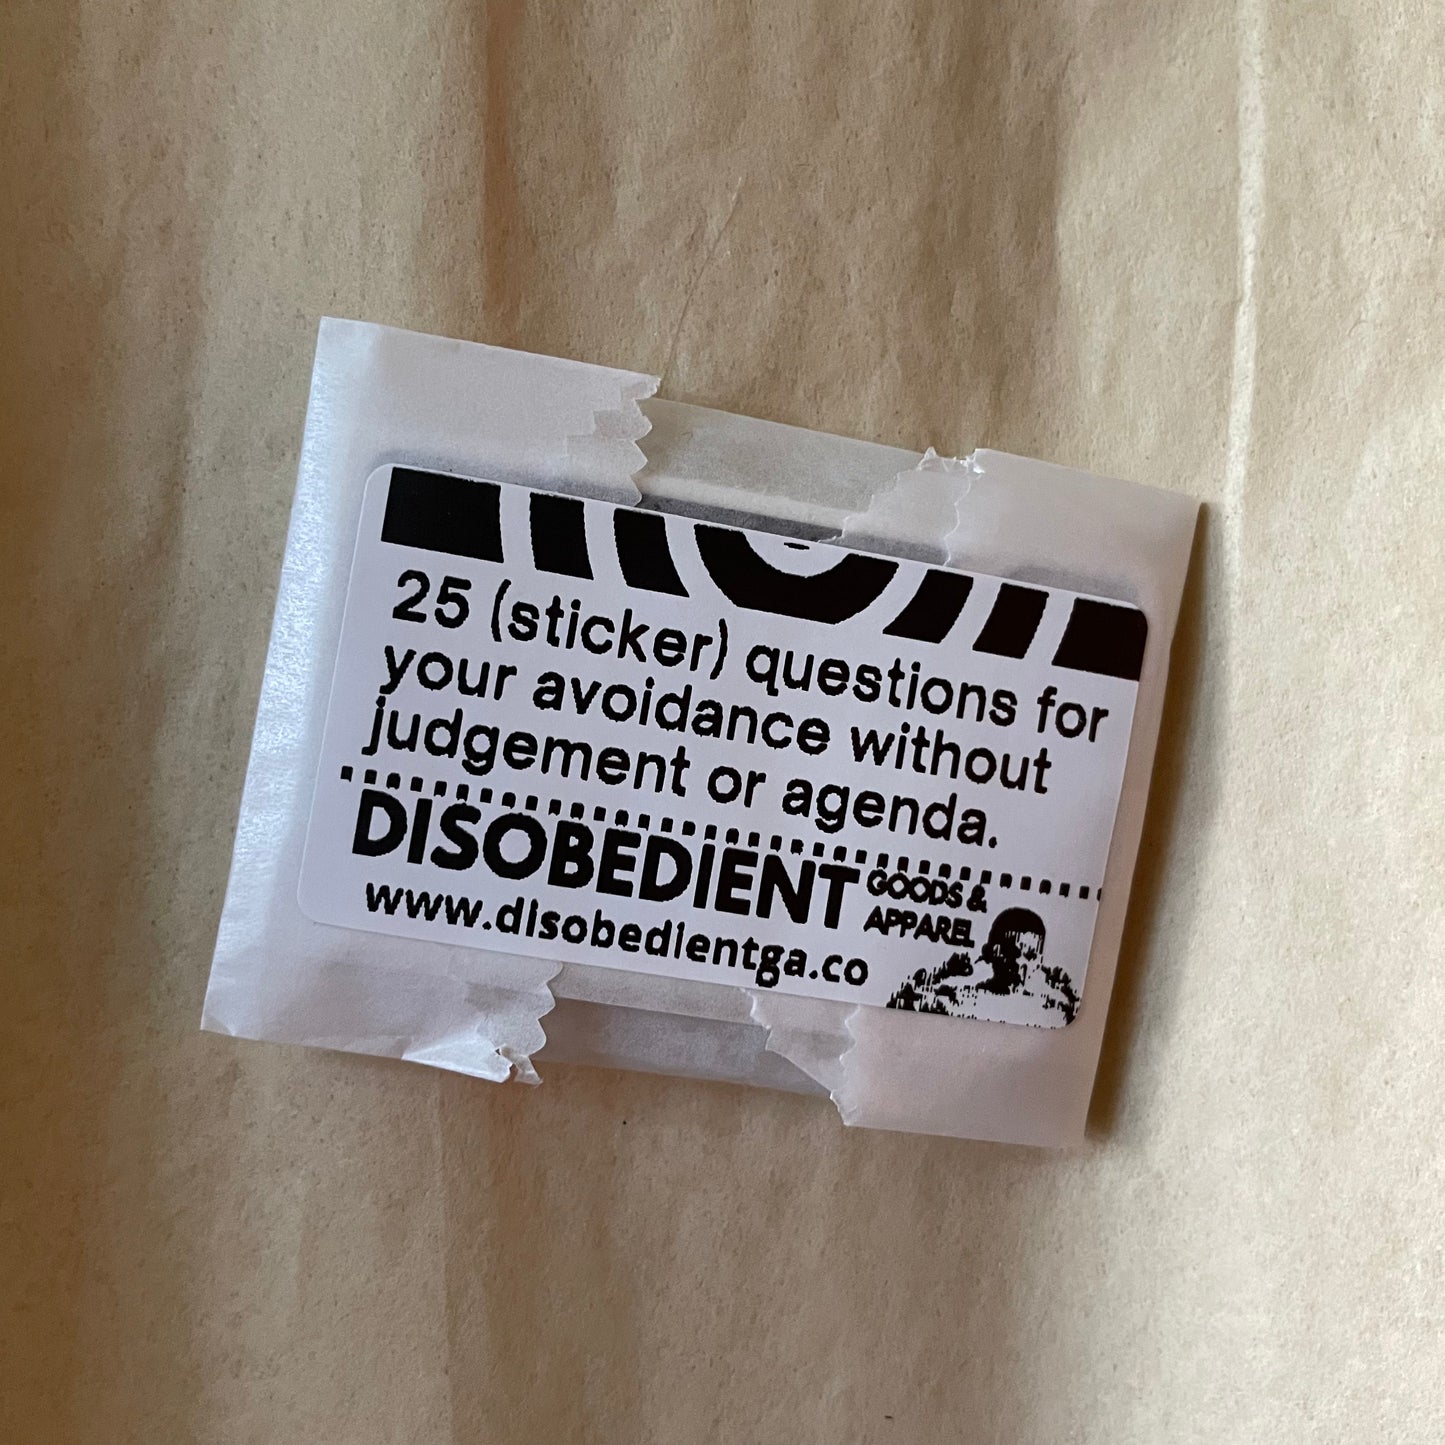 25 (sticker) questions for
your avoidance without
judgement or agenda.
DISOBEDIENT
GOODS &
APPAREL
www.disobedientga.co